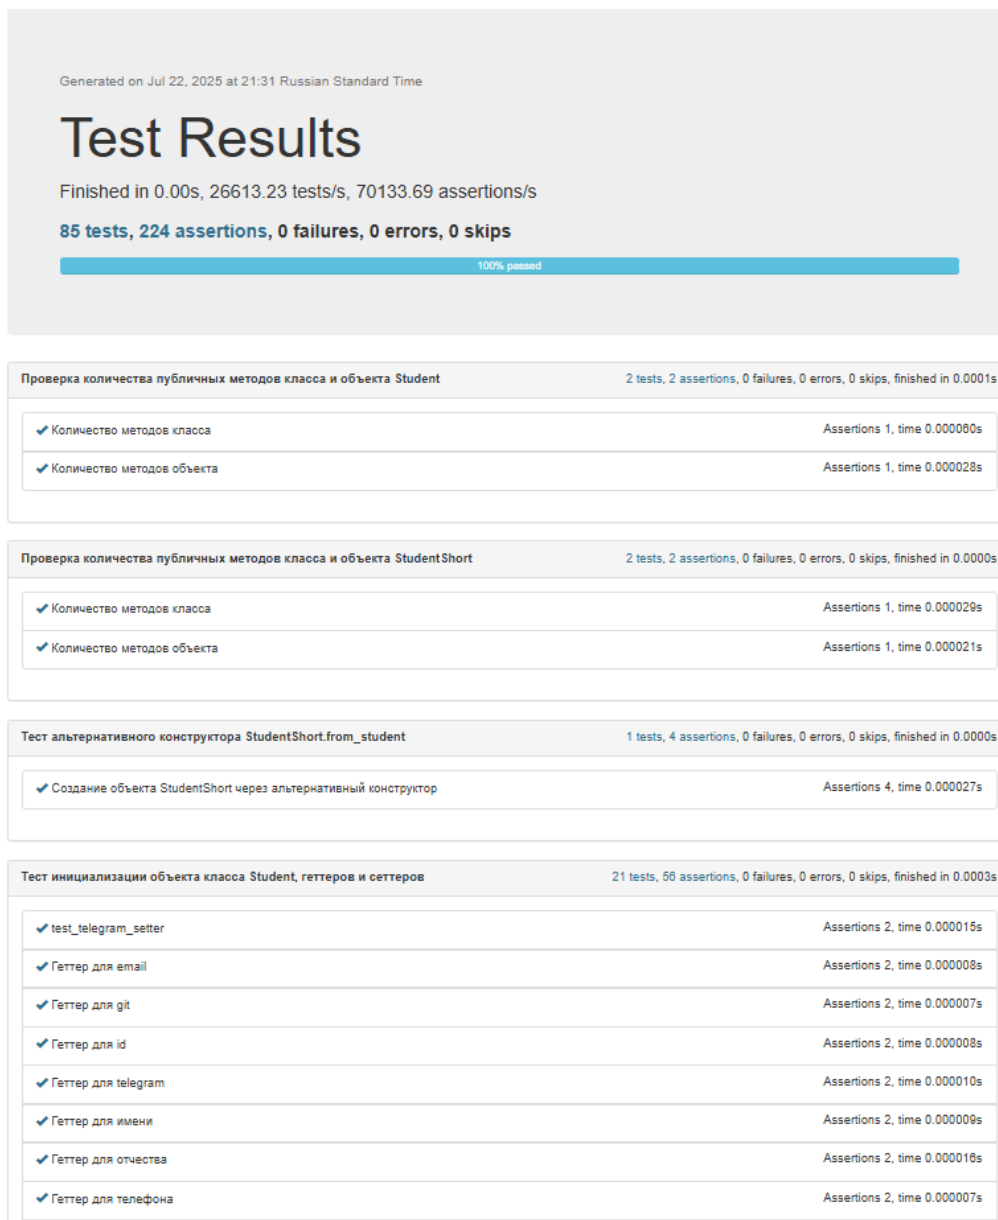 Generated on Jul 22, 2025 at 21:31 Russian Standard Time
Test Results
Finished in 0.00s, 26613.23 tests/s, 70133.69 assertions/s
85 tests, 224 assertions, 0 failures, 0 errors, 0 skips
100% passed
Проверка количества публичных методов класса и объекта Student 2 tests, 2 assertions, 0 failures, 0 errors, 0 skips, finished in 0.0001s
Количество методов класса Assertions 1, time 0.000060s
Количество методов объекта Assertions 1, time 0.000028s
Проверка количества публичных методов класса и объекта StudentShort 2 tests, 2 assertions, 0 failures, 0 errors, 0 skips, finished in 0.0000s
Количество методов класса Assertions 1, time 0.000029s
Количество методов объекта Assertions 1, time 0.000021s
Тест альтернативного конструктора StudentShort.from_student 1 tests, 4 assertions, 0 failures, 0 errors, 0 skips, finished in 0.0000s
Создание объекта StudentShort через альтернативный конструктор Assertions 4, time 0.000027s
Тест инициализации объекта класса Student, геттеров и сеттеров 21 tests, 56 assertions, 0 failures, 0 errors, 0 skips, finished in 0.0003s
test_telegram_setter Assertions 2, time 0.000015s
Геттер для email Assertions 2, time 0.000008s
Геттер для git Assertions 2, time 0.000007s
Геттер для id Assertions 2, time 0.000008s
Геттер для telegram Assertions 2, time 0.000010s
Геттер для имени Assertions 2, time 0.000009s
Геттер для отчества Assertions 2, time 0.000016s
Геттер для телефона Assertions 2, time 0.000007s